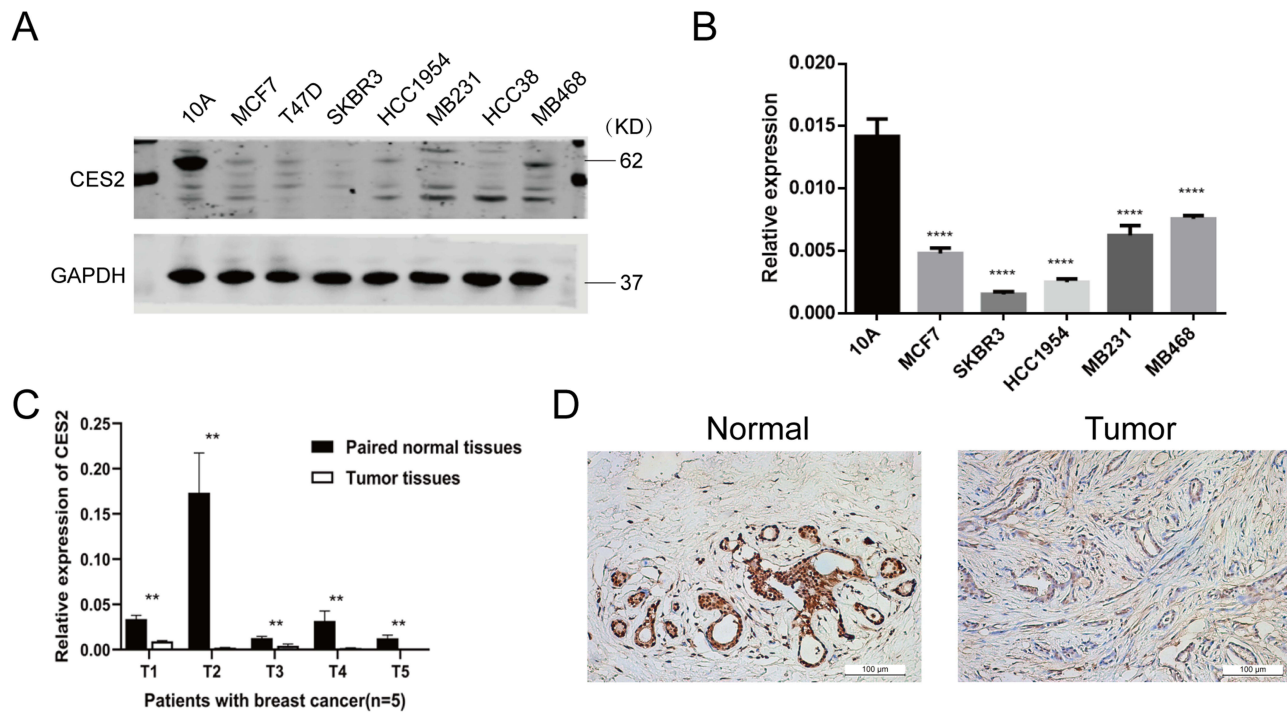 A
10A
MCF7
T47D
SKBR3
HCC1954
MB231
HCC38
MB468
(KD)
CES2
62
GAPDH
37
B
Relative expression
0.020
0.015
0.010
0.005
0.000
****
****
****
****
****
10A
MCF7
SKBR3
HCC1954
MB231
MB468
C
Relative expression of CES2
0.25
0.20
0.15
0.10
0.05
0.00
Paired normal tissues
Tumor tissues
**
**
**
**
**
T1
T2
T3
T4
T5
Patients with breast cancer(n=5)
D
Normal
Tumor
100 μm
100 μm